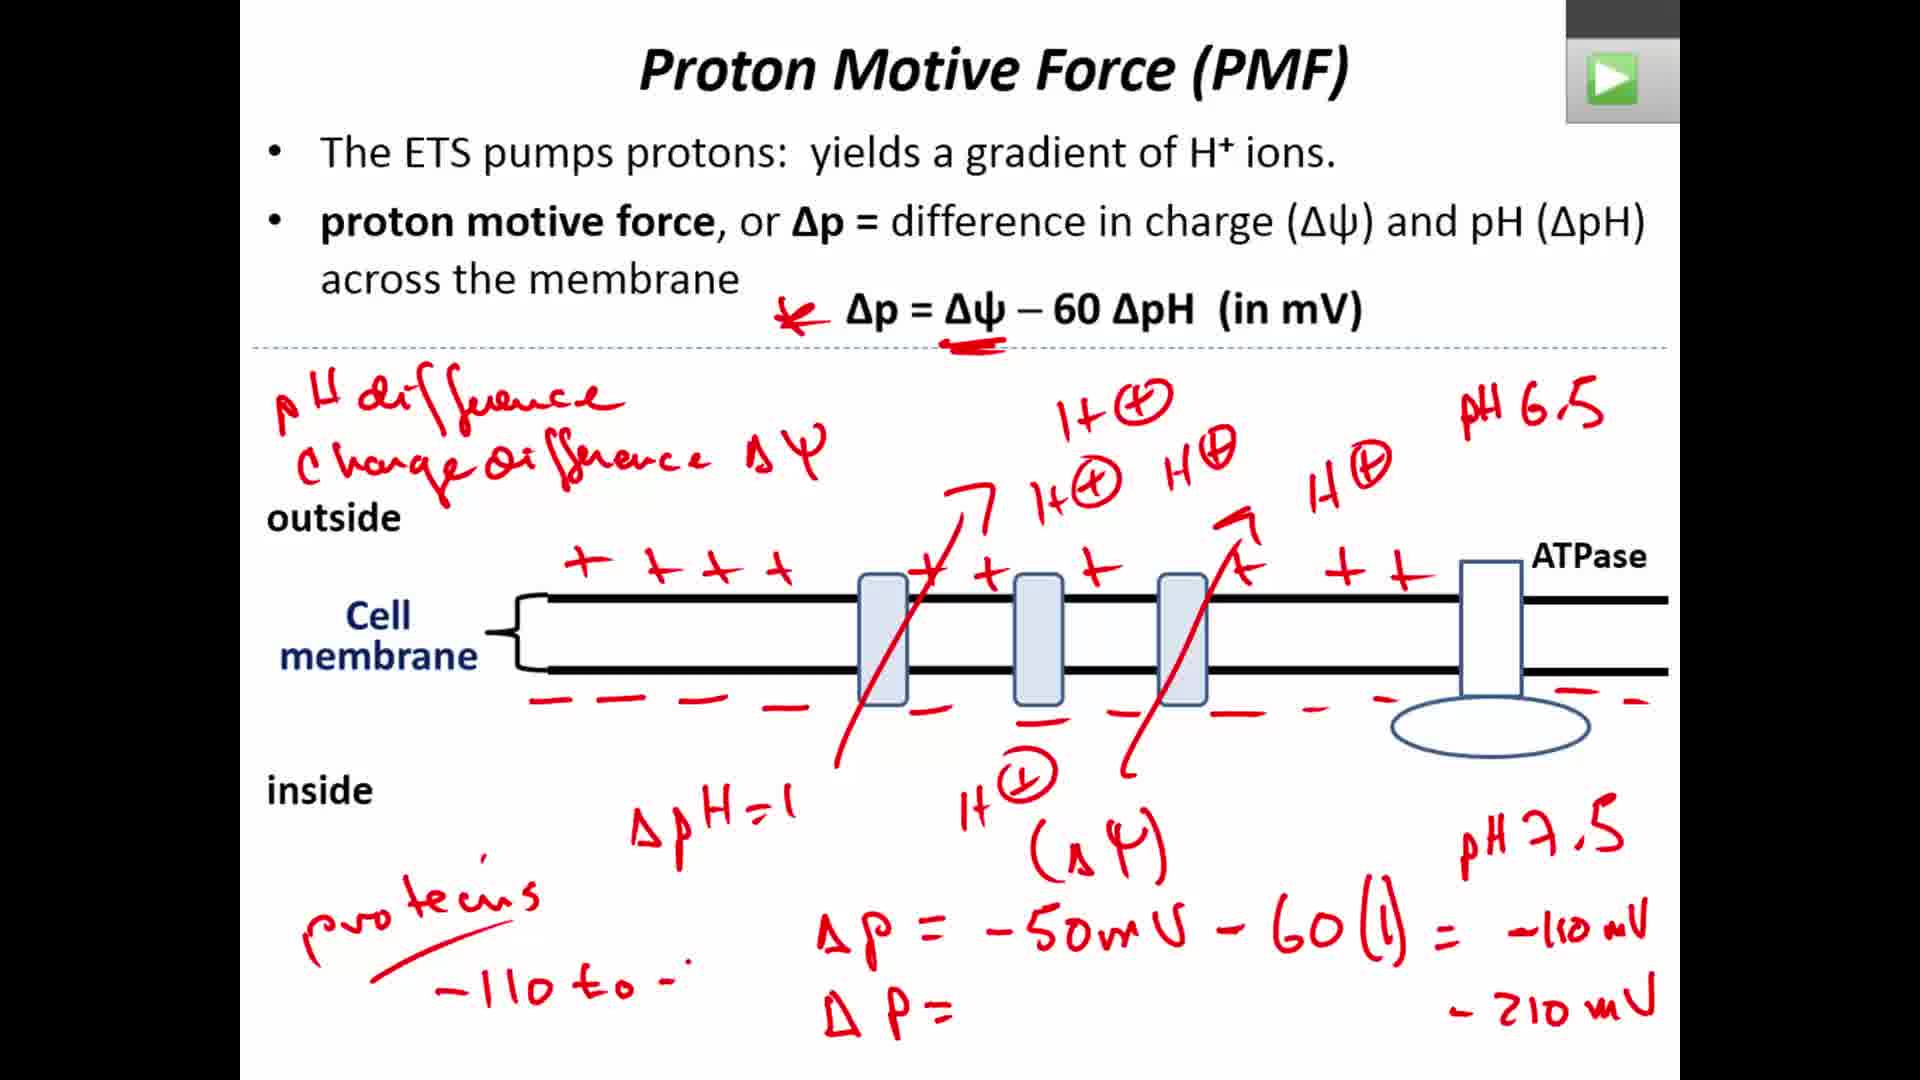 Proton Motive Force (PMF)
• The ETS pumps protons: yields a gradient of H⁺ ions.
• proton motive force, or Δp = difference in charge (Δψ) and pH (ΔpH)
across the membrane
Δp = Δψ – 60 ΔpH (in mV)
pH difference
Charge difference Δψ
H+
H+
H+
H+
pH 6.5
outside
+ + + + + + + + + +
ATPase
Cell
membrane
– – – – – – – – – – – – –
inside
ΔpH = 1
H+
(Δψ)
pH 7.5
proteins
Δp = -50mV - 60(1) = -110 mV
-110 to -
Δp = - 210 mV